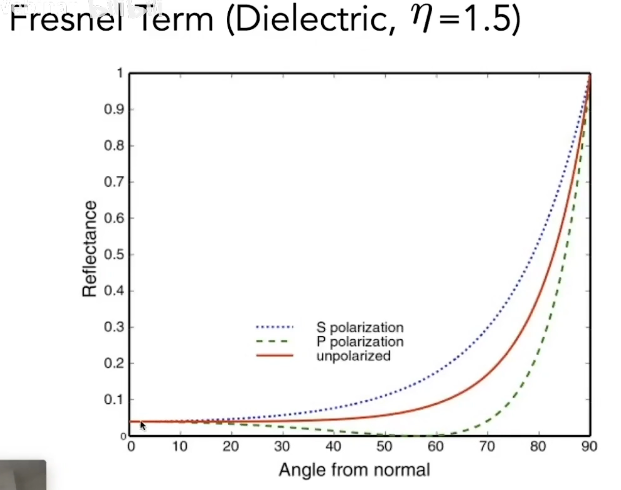 Fresnel Term (Dielectric, η=1.5)
1
0.9
0.8
0.7
0.6
0.5
0.4
0.3
0.2
0.1
0
Reflectance
S polarization
P polarization
unpolarized
0 10 20 30 40 50 60 70 80 90
Angle from normal